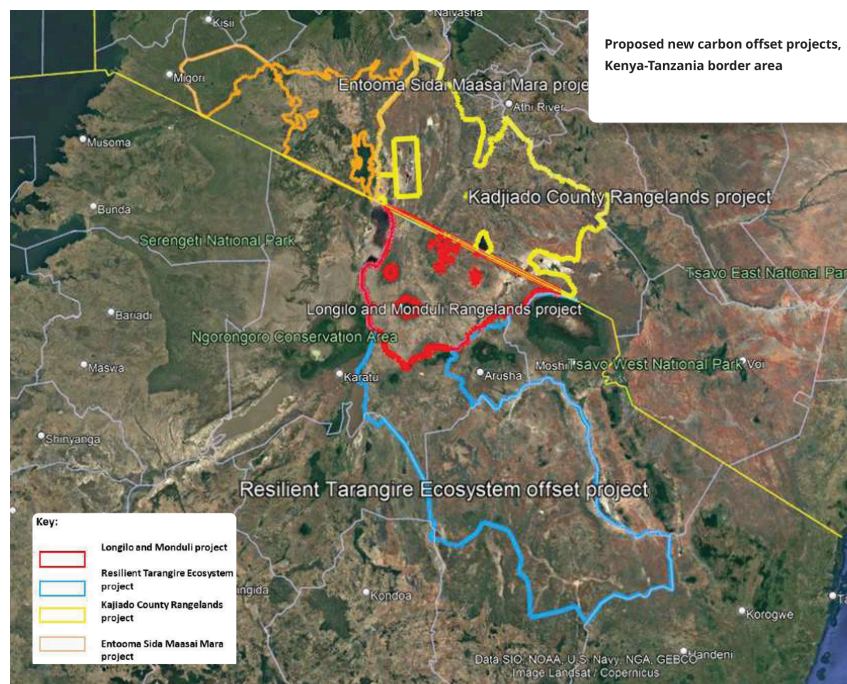 Proposed new carbon offset projects,
Kenya-Tanzania border area
Kisii
Naivasha
Migori
Entooma Sidai Maasai Mara proje
Athi River
Musoma
Bunda
Kadjiado County Rangelands project
Serengeti National Park
Tsavo East National Par
Bariadi
Longilo and Monduli Rangelands project
Ngorongoro Conservation Area
Maswa
Karatu
Arusha
Moshi
Tsavo West National Park
Voi
Shinyanga
Resilient Tarangire Ecosystem offset project
Key:
Longilo and Monduli project
Resilient Tarangire Ecosystem
project
Kajiado County Rangelands
project
Entooma Sida Maasai Mara
project
ingida
Kondoa
Korogwe
Ta
Handeni
Data SIO, NOAA, U.S. Navy, NGA, GEBCO
Image Landsat / Copernicus